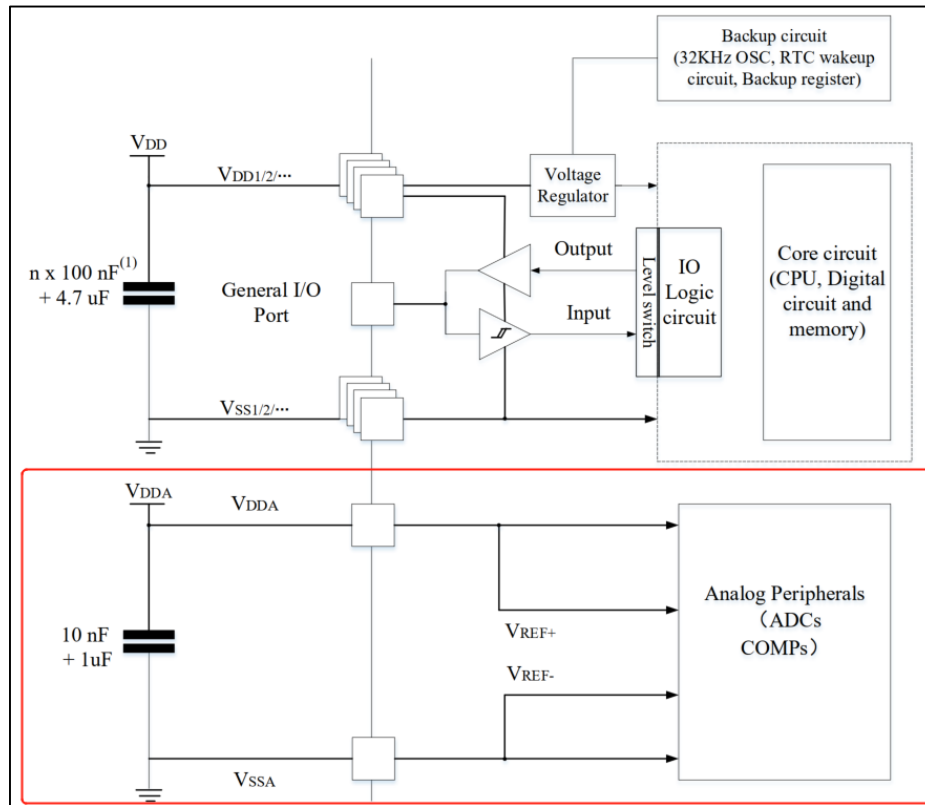 Backup circuit
(32KHz OSC, RTC wakeup
circuit, Backup register)
VDD
VDD1/2/···
Voltage
Regulator
n x 100 nF(1)
+ 4.7 uF
General I/O
Port
Output
Input
Level switch
IO
Logic
circuit
Core circuit
(CPU, Digital
circuit and
memory)
VSS1/2/···
VDDA
VDDA
10 nF
+ 1uF
VREF+
VREF-
Analog Peripherals
（ADCs
COMPs）
VSSA